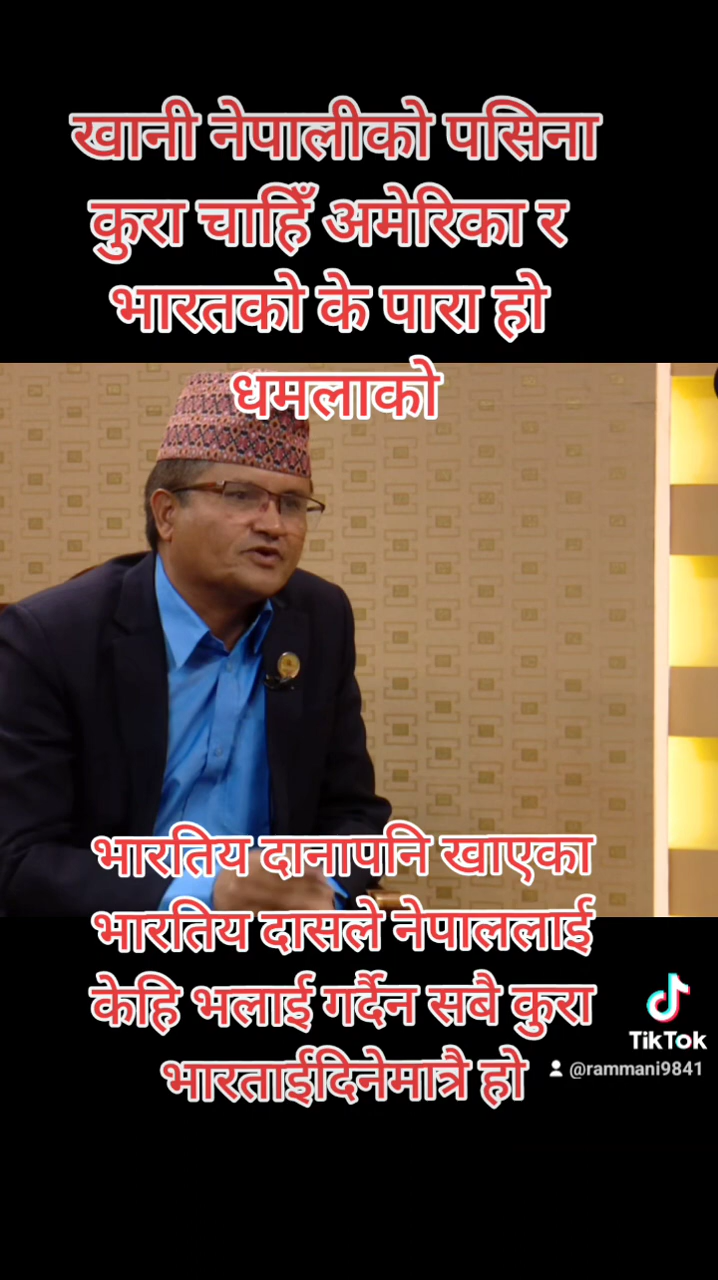 खानी नेपालीको पसिना
कुरा चाहिँ अमेरिका र
भारतको के पारा हो
धमलाको
भारतिय दानापनि खाएका
भारतिय दासले नेपाललाई
केहि भलाई गर्दैन सबै कुरा
भारताईदिनेमात्रै हो
TikTok
@rammani9841